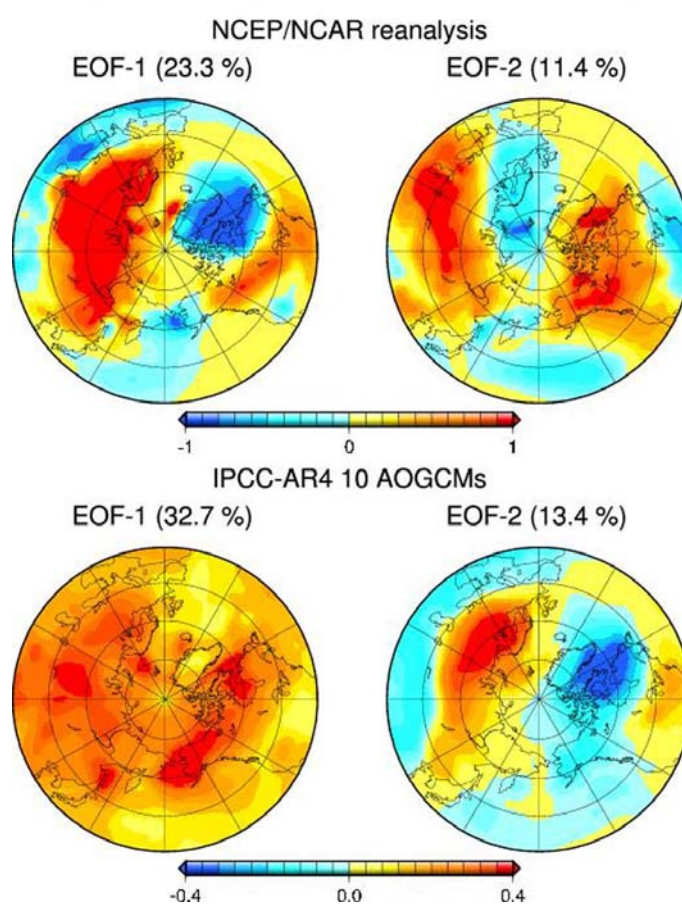 NCEP/NCAR reanalysis
EOF-1 (23.3 %) EOF-2 (11.4 %)
-1 0 1
IPCC-AR4 10 AOGCMs
EOF-1 (32.7 %) EOF-2 (13.4 %)
-0.4 0.0 0.4